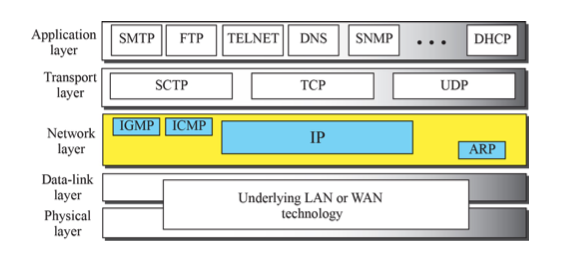 Application
layer
SMTP FTP TELNET DNS SNMP • • • DHCP
Transport
layer
SCTP TCP UDP
Network
layer
IGMP ICMP
IP
ARP
Data-link
layer
Physical
layer
Underlying LAN or WAN
technology